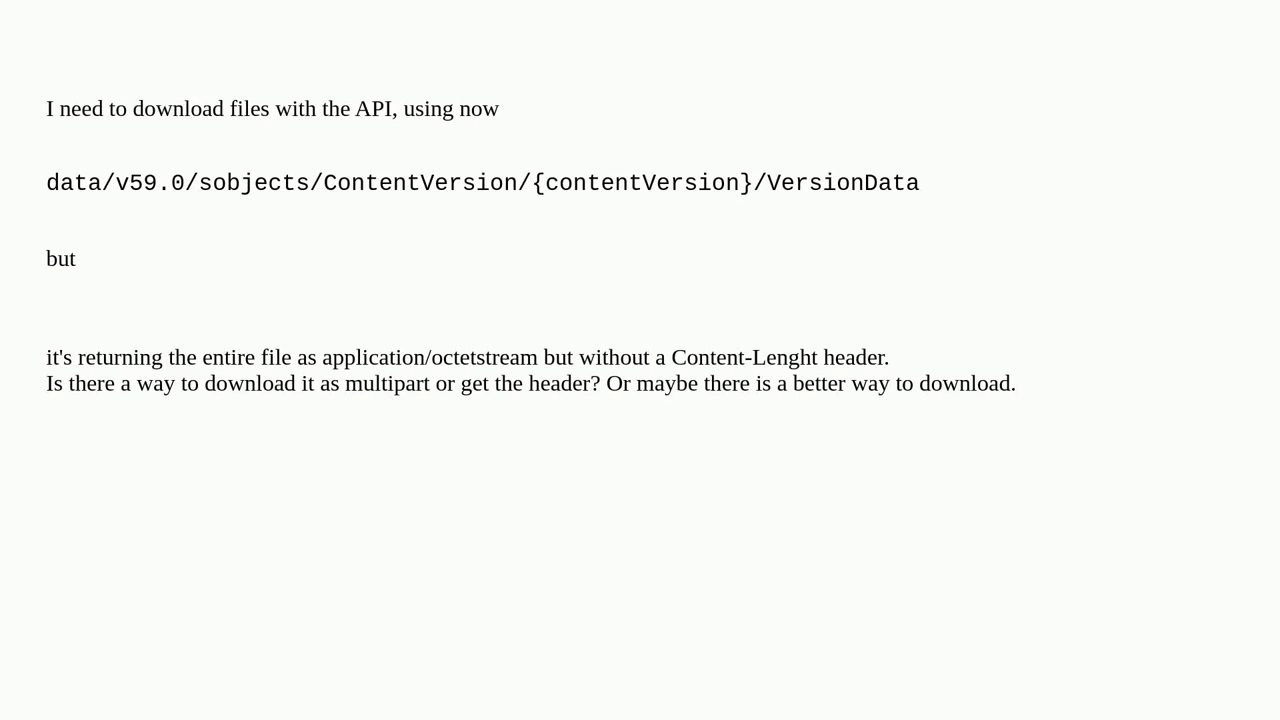 I need to download files with the API, using now
data/v59.0/sobjects/ContentVersion/{contentVersion}/VersionData
but
it's returning the entire file as application/octetstream but without a Content-Lenght header.
Is there a way to download it as multipart or get the header? Or maybe there is a better way to download.